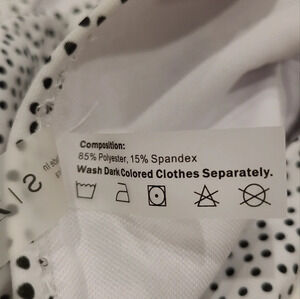 Composition:
85% Polyester, 15% Spandex
Wash Dark Colored Clothes Separately.